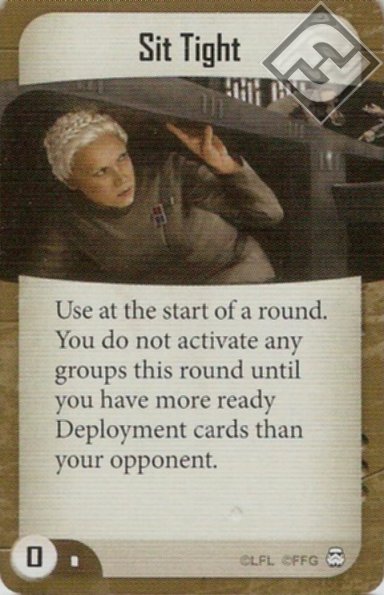 Sit Tight
Use at the start of a round.
You do not activate any
groups this round until
you have more ready
Deployment cards than
your opponent.
0
©LFL ©FFG